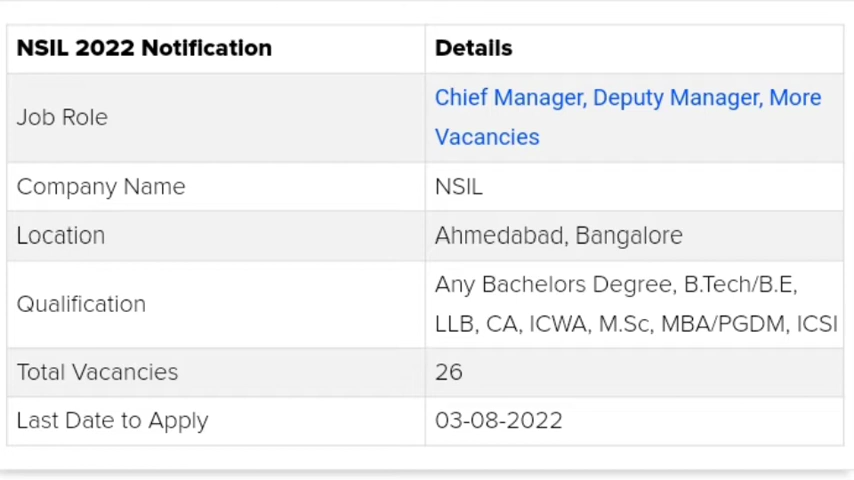 NSIL 2022 Notification Details
Job Role Chief Manager, Deputy Manager, More
Vacancies
Company Name NSIL
Location Ahmedabad, Bangalore
Qualification Any Bachelors Degree, B.Tech/B.E,
LLB, CA, ICWA, M.Sc, MBA/PGDM, ICSI
Total Vacancies 26
Last Date to Apply 03-08-2022